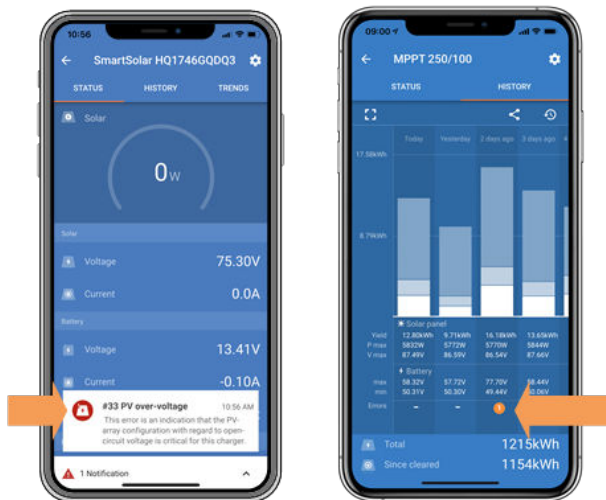 10:56
SmartSolar HQ1746GQDQ3
STATUS HISTORY TRENDS
Solar
0W
Solar
Voltage 75.30V
Current 0.0A
Battery
Voltage 13.41V
Current -0.10A
#33 PV over-voltage 10:56 AM
This error is an indication that the PV-
array configuration with regard to open-
circuit voltage is critical for this charger.
1 Notification
09:00
MPPT 250/100
STATUS HISTORY
Today Yesterday 2 days ago 3 days ago 4
17.58kWh
8.79kWh
Solar panel
Yield 12.80kWh 9.71kWh 16.18kWh 13.65kWh
P max 5832W 5772W 5770W 5844W
V max 87.49V 86.59V 86.54V 87.66V
Battery
max 58.32V 57.72V 77.70V 58.44V
min 50.31V 50.30V 49.44V
Errors - - 1
Total 1215kWh
Since cleared 1154kWh